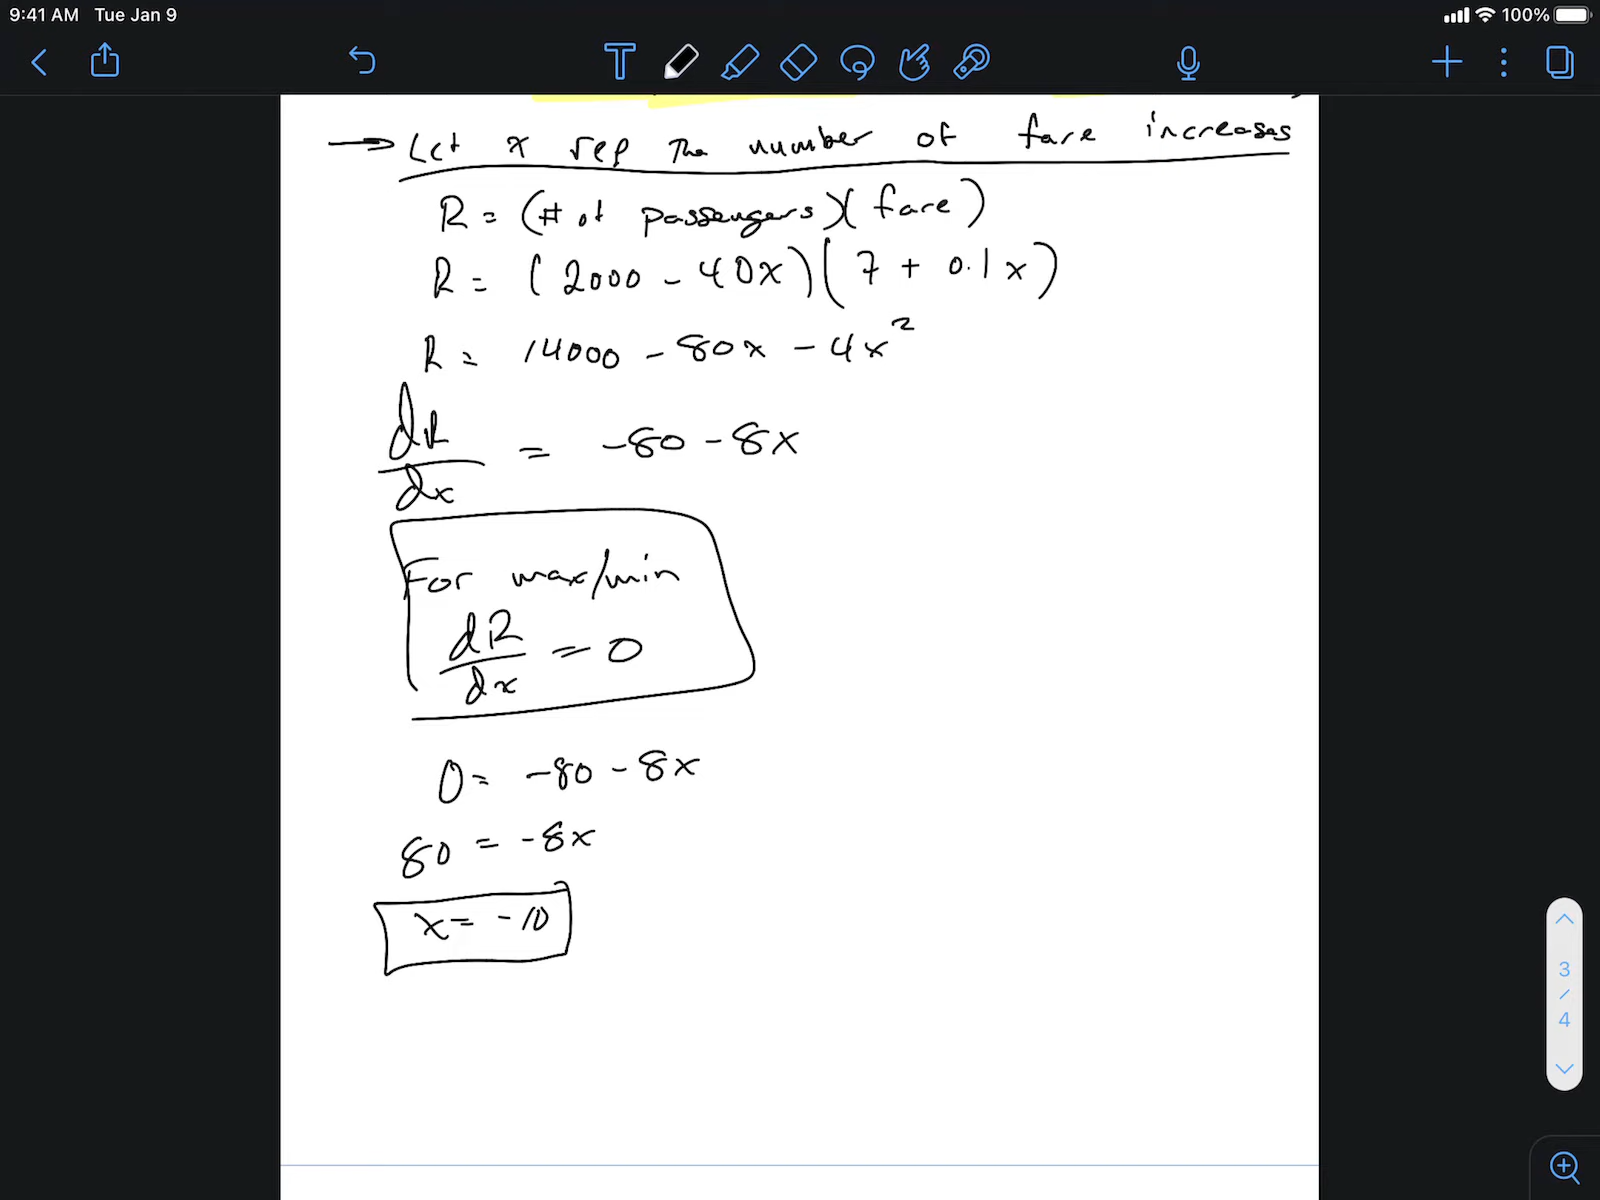 9:41 AM Tue Jan 9 100%
→ Let x rep the number of fare increases
R = (# of passengers)(fare)
R = (2000 - 40x)(7 + 0.1x)
R = 14000 - 80x - 4x²
dR/dx = -80 - 8x
For max/min
dR/dx = 0
0 = -80 - 8x
80 = -8x
x = -10
3
/
4